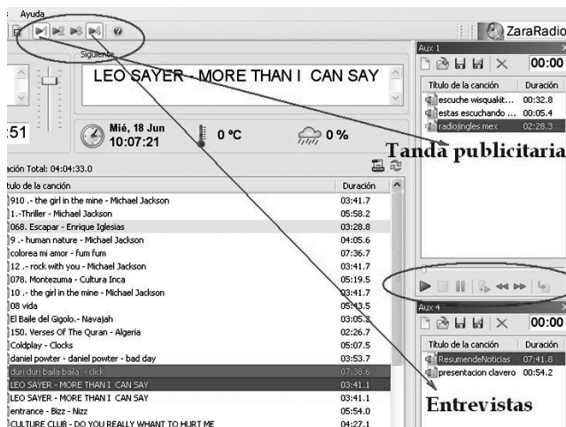 s Ayuda
ZaraRadio
Siguiente
LEO SAYER - MORE THAN I CAN SAY
:51
Mié, 18 Jun
10:07:21
0 ºC
0 %
ación Total: 04:04:33.0
ítulo de la canción Duración
910 .- the girl in the mine - Michael Jackson 03:41.7
1.-Thriller - Michael Jackson 05:58.2
068. Escapar - Enrique Iglesias 03:28.8
9 .- human nature - Michael Jackson 04:05.6
colorea mi amor - fum fum 07:36.7
12 .- rock with you - Michael Jackson 03:41.7
078. Montezuma - Cultura Inca 05:19.5
10 .- the girl in the mine - Michael Jackson 03:41.7
08 vida 05:43.5
El Baile del Gigolo.- Navajah 03:05.2
150. Verses Of The Quran - Algeria 02:26.7
Coldplay - Clocks 05:07.5
daniel powter - daniel powter - bad day 03:53.7
duri duri baila baila - click 07:38.6
LEO SAYER - MORE THAN I CAN SAY 03:41.1
LEO SAYER - MORE THAN I CAN SAY 03:41.1
entrance - Bizz - Nizz 05:54.0
CULTURE CLUB - DO YOU REALLY WHANT TO HURT ME 04:27.1
Aux 1
00:00
Título de la canción Duración
escuche wisquakit... 00:32.8
estas escuchando ... 00:05.4
radiojingles mex 02:28.3
Tanda publicitaria
Aux 4
00:00
Título de la canción Duración
ResumendeNoticias 07:41.8
presentacion clavero 00:54.2
Entrevistas